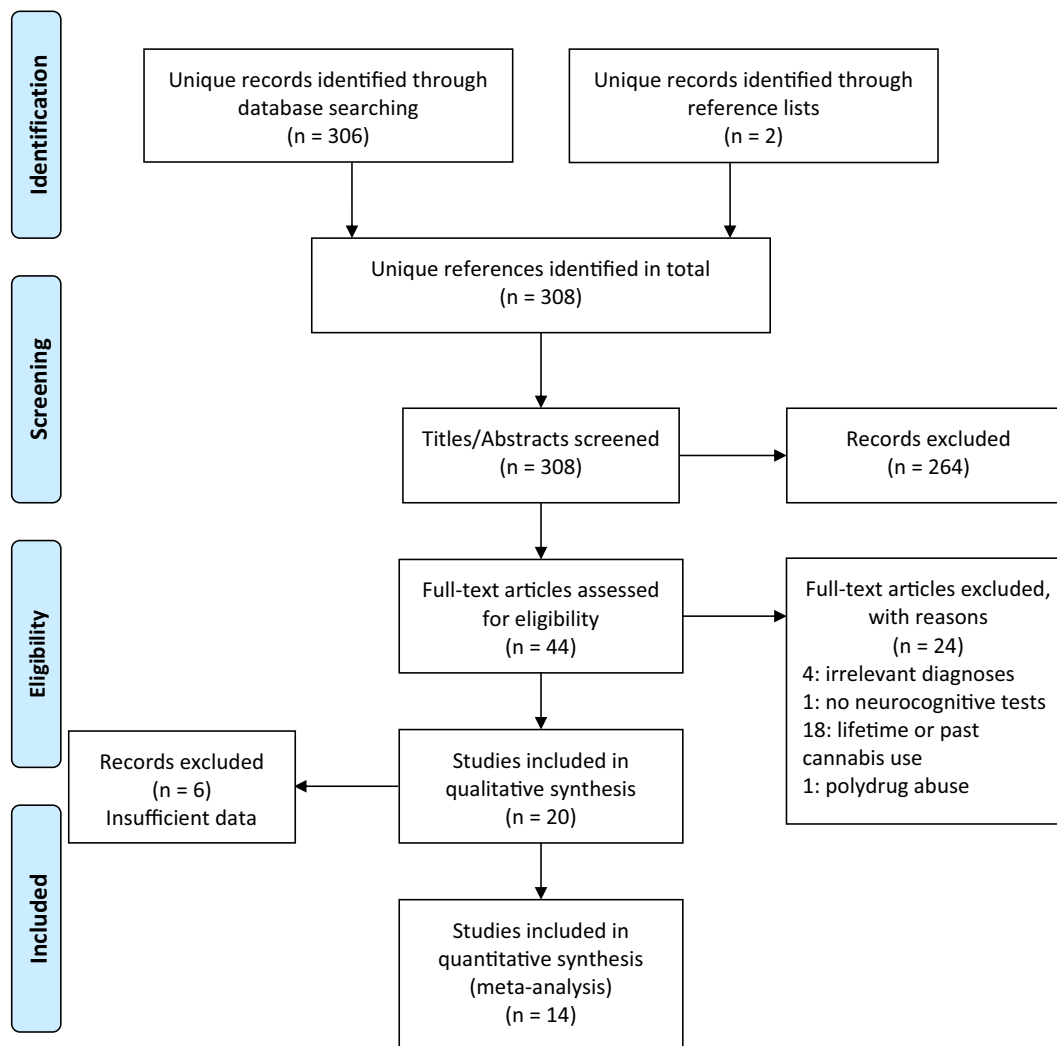 Identification
Unique records identified through
database searching
(n = 306)
Unique records identified through
reference lists
(n = 2)
Unique references identified in total
(n = 308)
Screening
Titles/Abstracts screened
(n = 308)
Records excluded
(n = 264)
Eligibility
Full-text articles assessed
for eligibility
(n = 44)
Full-text articles excluded,
with reasons
(n = 24)
4: irrelevant diagnoses
1: no neurocognitive tests
18: lifetime or past
cannabis use
1: polydrug abuse
Records excluded
(n = 6)
Insufficient data
Studies included in
qualitative synthesis
(n = 20)
Included
Studies included in
quantitative synthesis
(meta-analysis)
(n = 14)